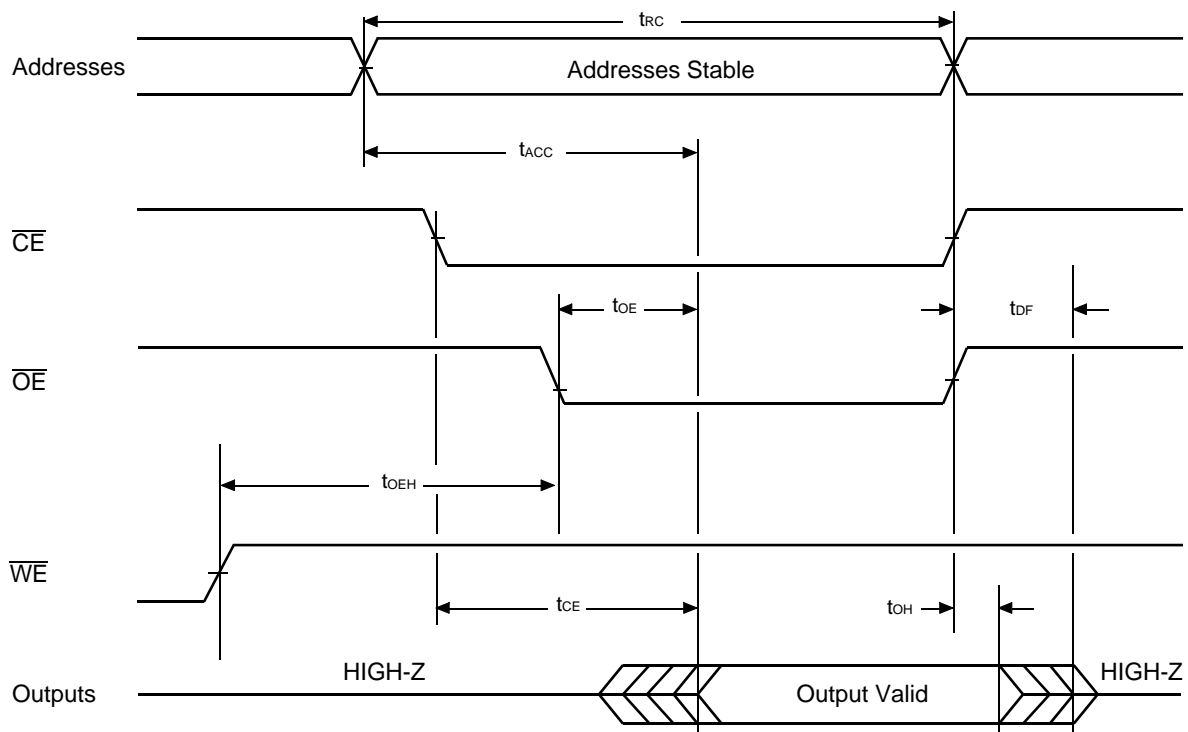 tRC
Addresses
Addresses Stable
tACC
CE
tOE
tDF
OE
tOEH
WE
tCE
tOH
HIGH-Z
HIGH-Z
Outputs
Output Valid